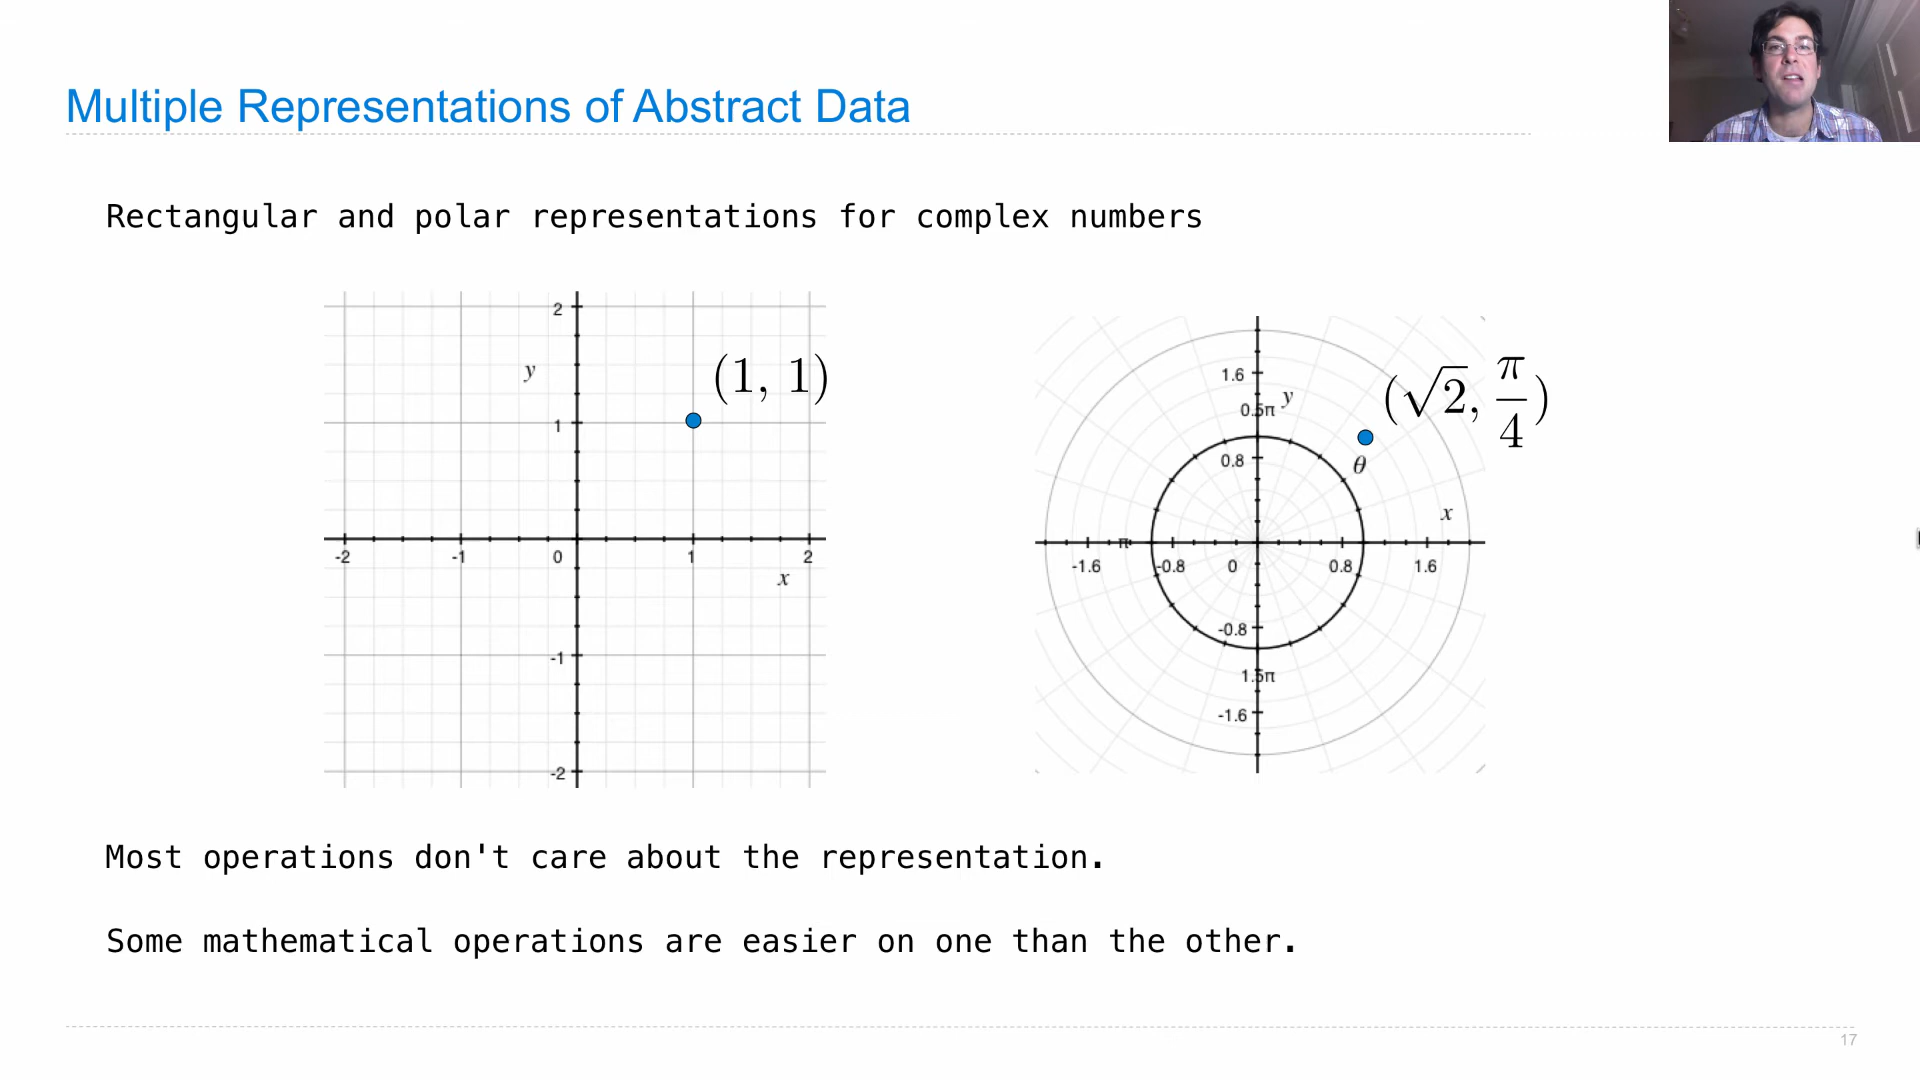 Multiple Representations of Abstract Data
Rectangular and polar representations for complex numbers
2
y
(1, 1)
1
-2 -1 0 1 2
x
-1
-2
1.6
y
0.5π
(√2, π/4)
0.8
θ
x
π
-1.6 -0.8 0 0.8 1.6
-0.8
1.5π
-1.6
Most operations don't care about the representation.
Some mathematical operations are easier on one than the other.
17